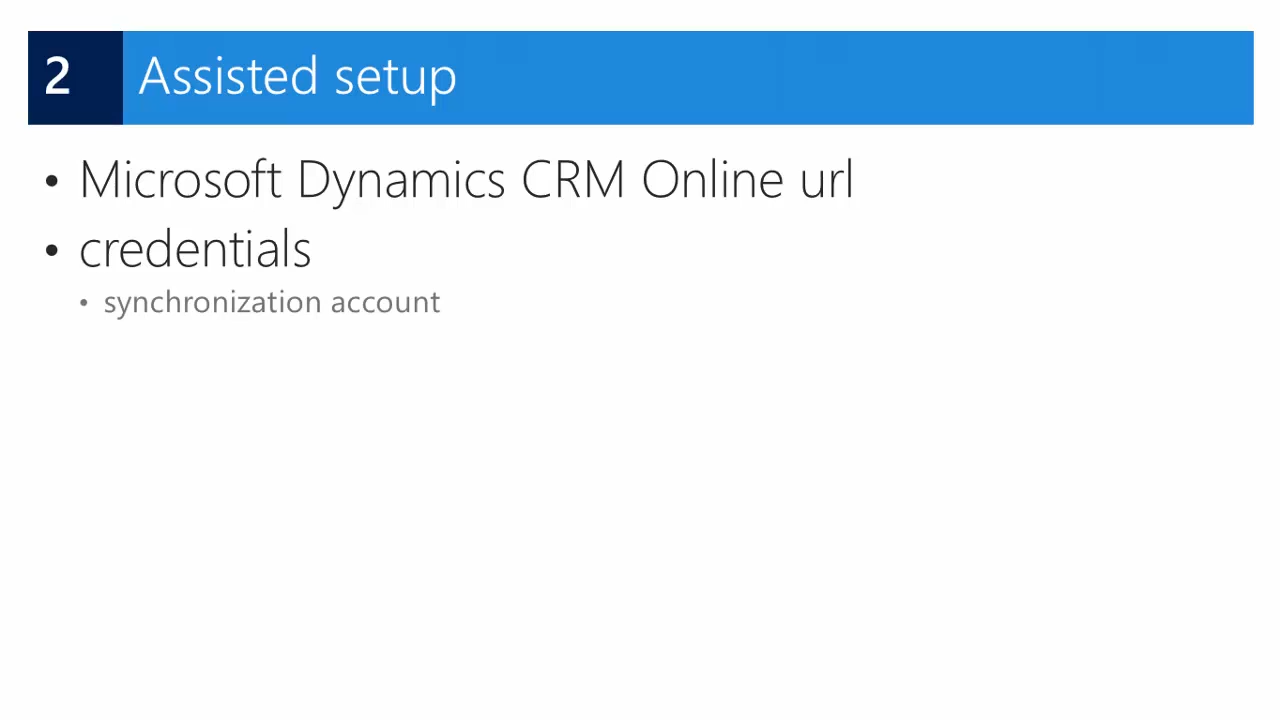 2 Assisted setup
• Microsoft Dynamics CRM Online url
• credentials
• synchronization account